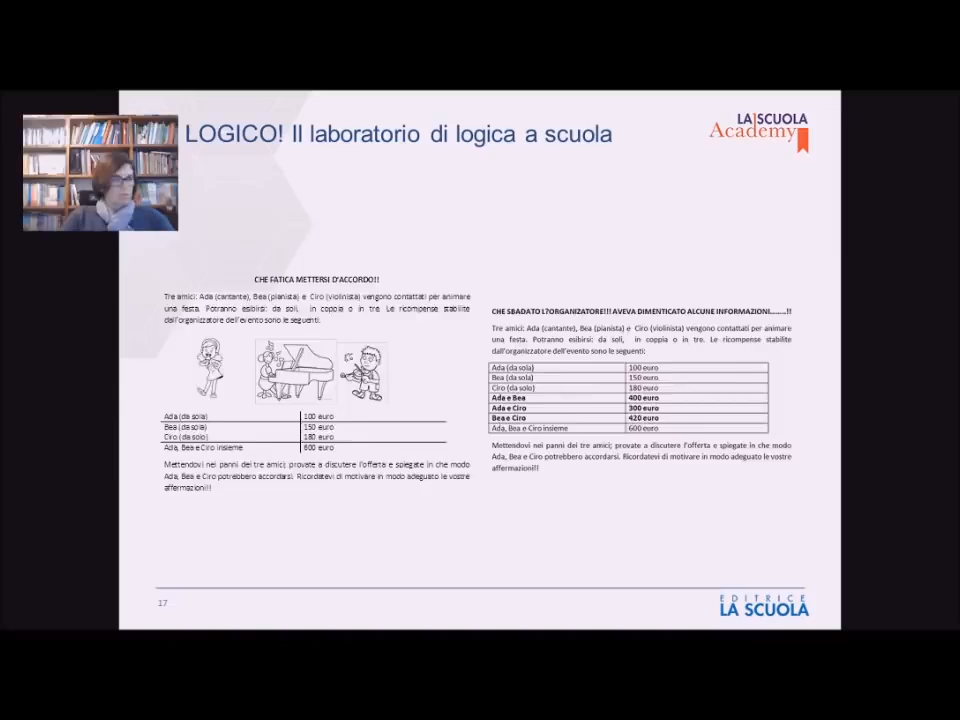 LOGICO! Il laboratorio di logica a scuola
LA SCUOLA
Academy
CHE FATICA METTERSI D'ACCORDO!!
Tre amici: Ada (cantante), Bea (pianista) e Ciro (violinista) vengono contattati per animare
una festa. Potranno esibirsi: da soli, in coppia o in tre. Le ricompense stabilite
dall'organizzatore dell'evento sono le seguenti:
Ada (da sola) 100 euro
Bea (da sola) 150 euro
Ciro (da solo) 180 euro
Ada, Bea e Ciro insieme 600 euro
Mettendovi nei panni dei tre amici; provate a discutere l'offerta e spiegate in che modo
Ada, Bea e Ciro potrebbero accordarsi. Ricordatevi di motivare in modo adeguato le vostre
affermazioni!!
CHE SBADATO L?ORGANIZATORE!!! AVEVA DIMENTICATO ALCUNE INFORMAZIONI........!!
Tre amici: Ada (cantante), Bea (pianista) e Ciro (violinista) vengono contattati per animare
una festa. Potranno esibirsi: da soli, in coppia o in tre. Le ricompense stabilite
dall'organizzatore dell'evento sono le seguenti:
Ada (da sola) 100 euro
Bea (da sola) 150 euro
Ciro (da solo) 180 euro
Ada e Bea 400 euro
Ada e Ciro 300 euro
Bea e Ciro 420 euro
Ada, Bea e Ciro insieme 600 euro
Mettendovi nei panni dei tre amici; provate a discutere l'offerta e spiegate in che modo
Ada, Bea e Ciro potrebbero accordarsi. Ricordatevi di motivare in modo adeguato le vostre
affermazioni!!
17
EDITRICE
LA SCUOLA